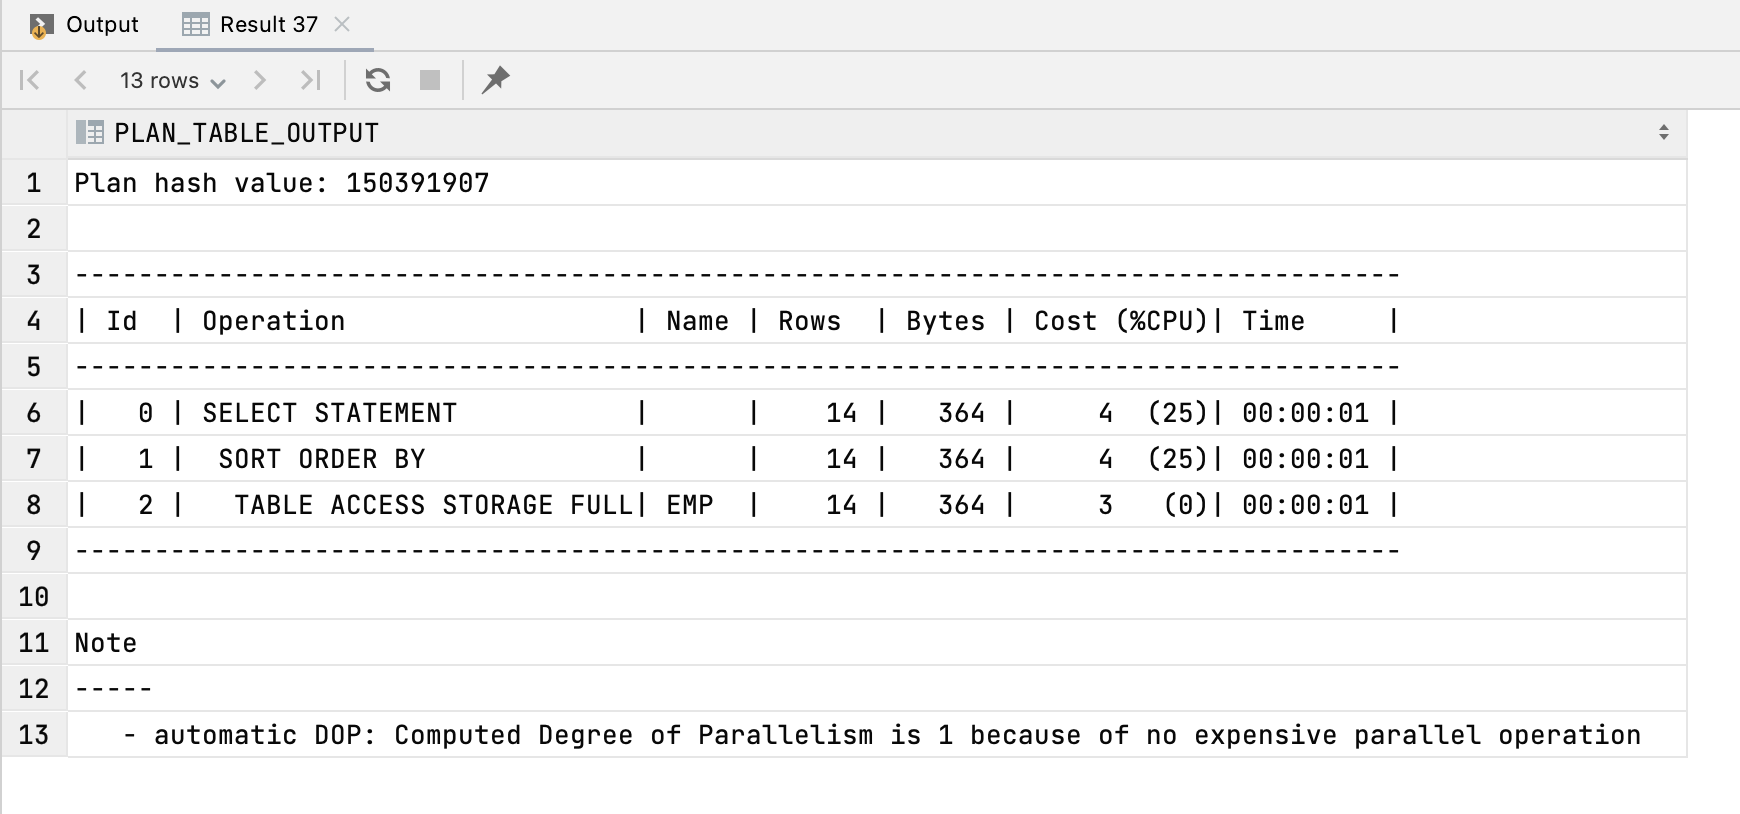 Output Result 37
13 rows
PLAN_TABLE_OUTPUT
1 Plan hash value: 150391907
2
3 -----------------------------------------------------------------------------------
4 | Id  | Operation                  | Name | Rows  | Bytes | Cost (%CPU)| Time     |
5 -----------------------------------------------------------------------------------
6 |   0 | SELECT STATEMENT           |      |    14 |   364 |     4  (25)| 00:00:01 |
7 |   1 |  SORT ORDER BY             |      |    14 |   364 |     4  (25)| 00:00:01 |
8 |   2 |   TABLE ACCESS STORAGE FULL| EMP  |    14 |   364 |     3   (0)| 00:00:01 |
9 -----------------------------------------------------------------------------------
10
11 Note
12 -----
13    - automatic DOP: Computed Degree of Parallelism is 1 because of no expensive parallel operation